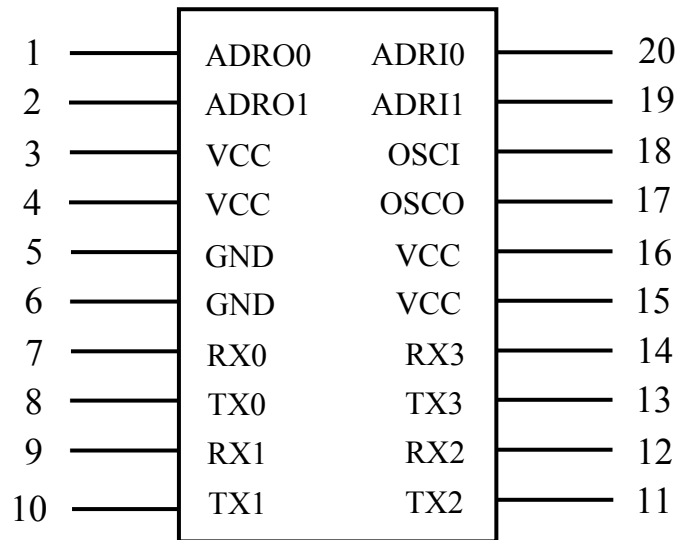 1 ADRO0 ADRI0 20
2 ADRO1 ADRI1 19
3 VCC OSCI 18
4 VCC OSCO 17
5 GND VCC 16
6 GND VCC 15
7 RX0 RX3 14
8 TX0 TX3 13
9 RX1 RX2 12
10 TX1 TX2 11